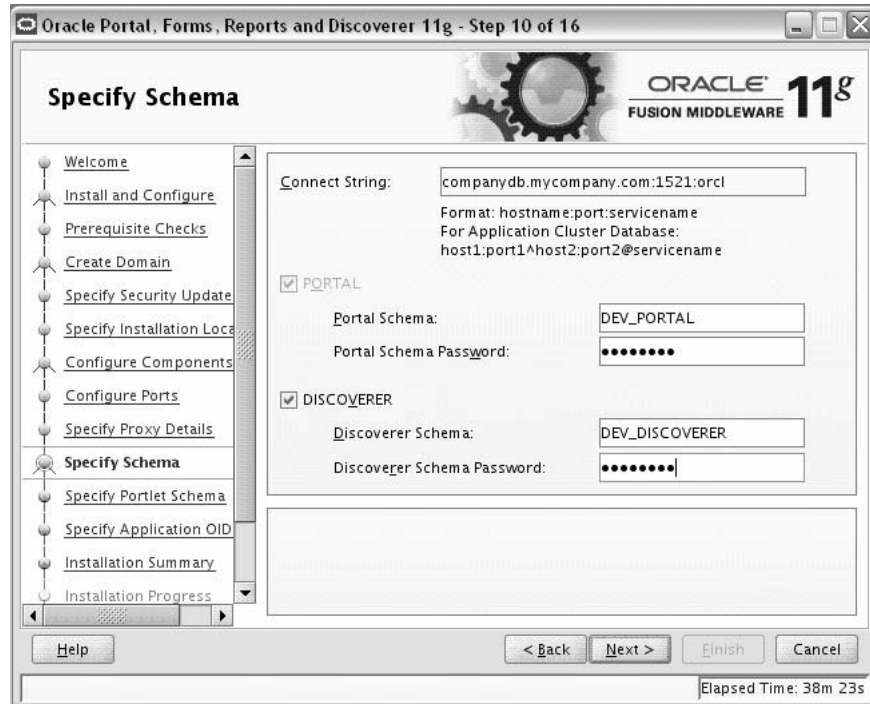 Oracle Portal, Forms, Reports and Discoverer 11g - Step 10 of 16
Specify Schema
ORACLE
FUSION MIDDLEWARE
11g
Welcome
Install and Configure
Prerequisite Checks
Create Domain
Specify Security Update
Specify Installation Loca
Configure Components
Configure Ports
Specify Proxy Details
Specify Schema
Specify Portlet Schema
Specify Application OID
Installation Summary
Installation Progress
Connect String: companydb.mycompany.com:1521:orcl
Format: hostname:port:servicename
For Application Cluster Database:
host1:port1^host2:port2@servicename
PORTAL
Portal Schema: DEV_PORTAL
Portal Schema Password: ●●●●●●●●
DISCOVERER
Discoverer Schema: DEV_DISCOVERER
Discoverer Schema Password: ●●●●●●●●
Help
< Back
Next >
Finish
Cancel
Elapsed Time: 38m 23s